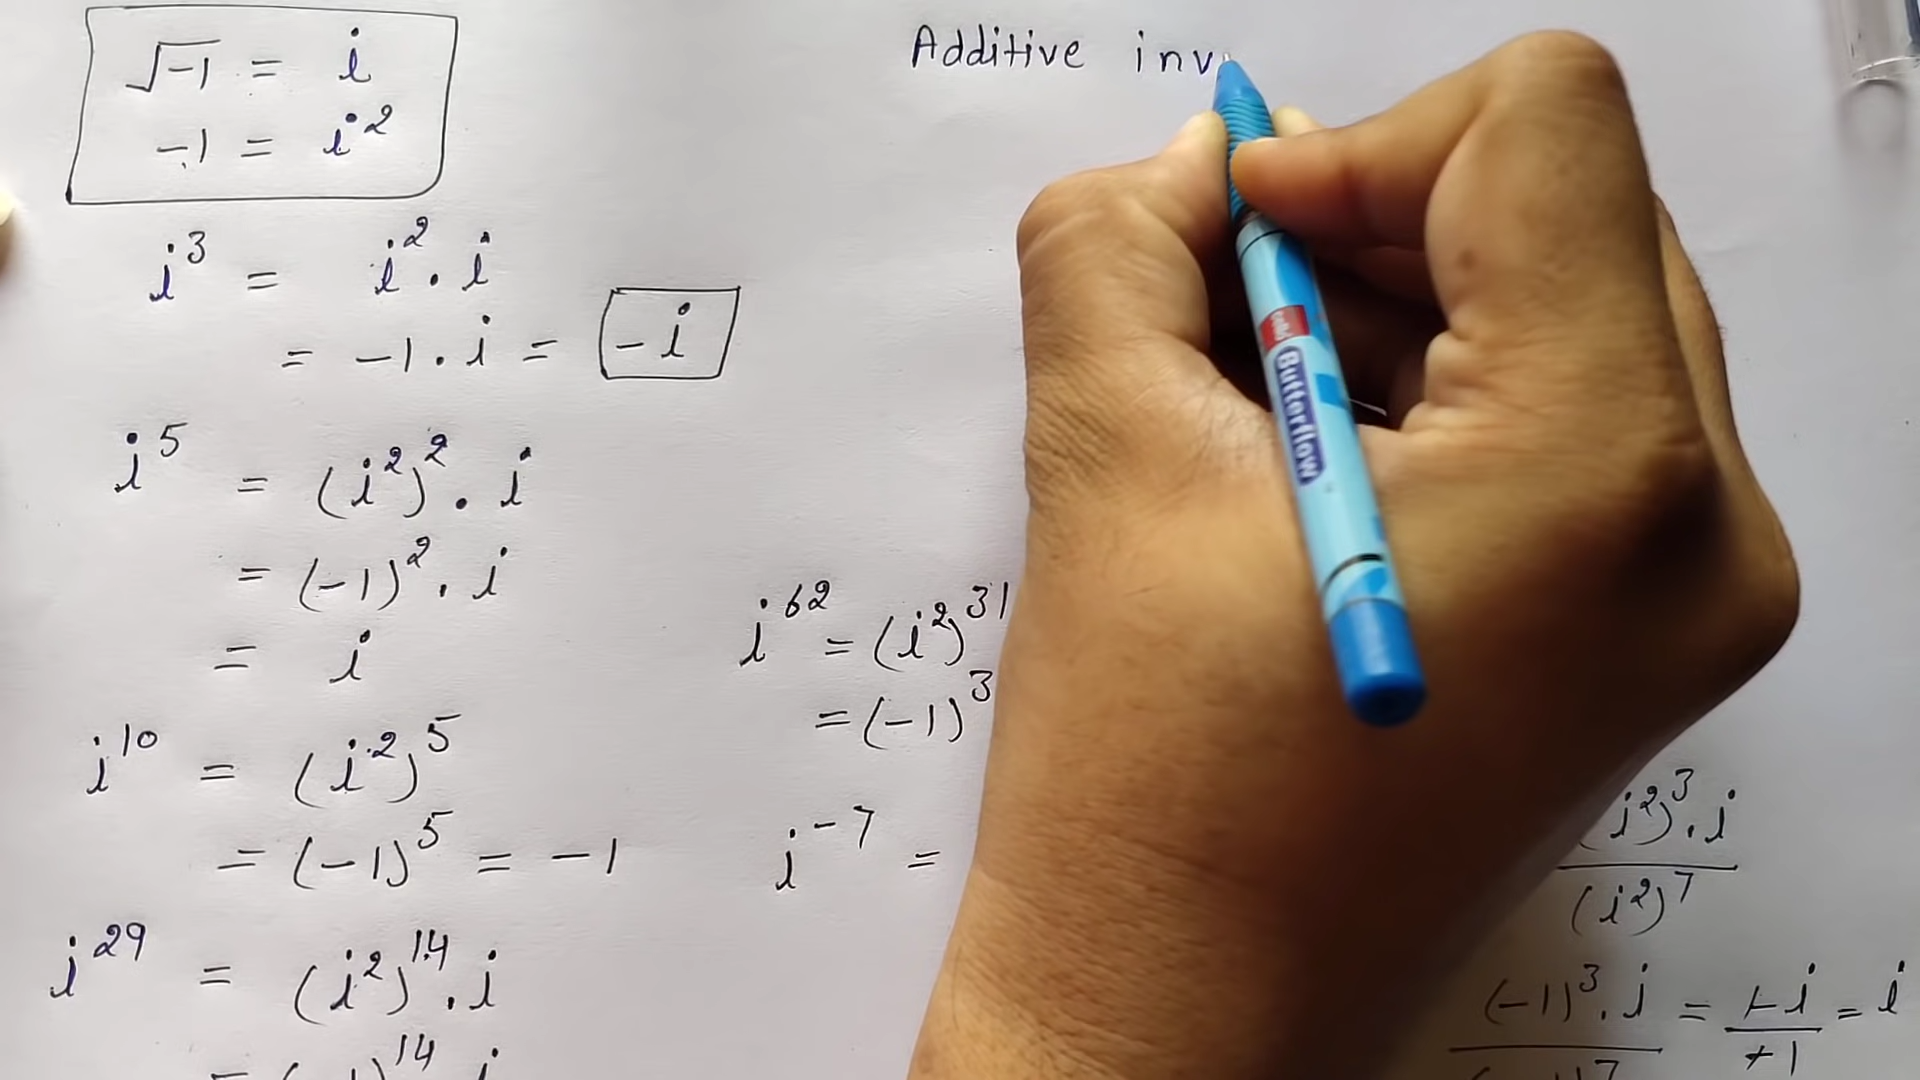 √-1 = i
-1 = i²
i³ = i² . i
= -1 . i = -i
i⁵ = (i²)² . i
= (-1)² . i
= i
i¹⁰ = (i²)⁵
= (-1)⁵ = -1
i²⁹ = (i²)¹⁴ . i
Additive inv
i⁶² = (i²)³¹
= (-1)³
i⁻⁷ =
(i²)³ . i
(i²)⁷
(-1)³ . i = -i = i
+1
Butterflow